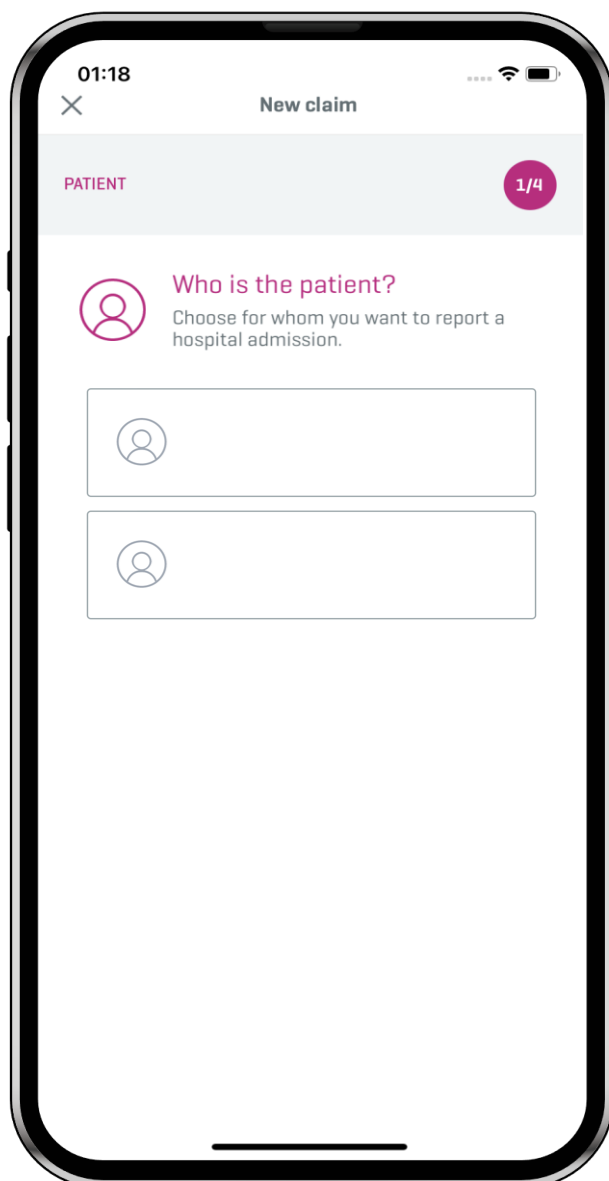 01:18
New claim
PATIENT
1/4
Who is the patient?
Choose for whom you want to report a
hospital admission.